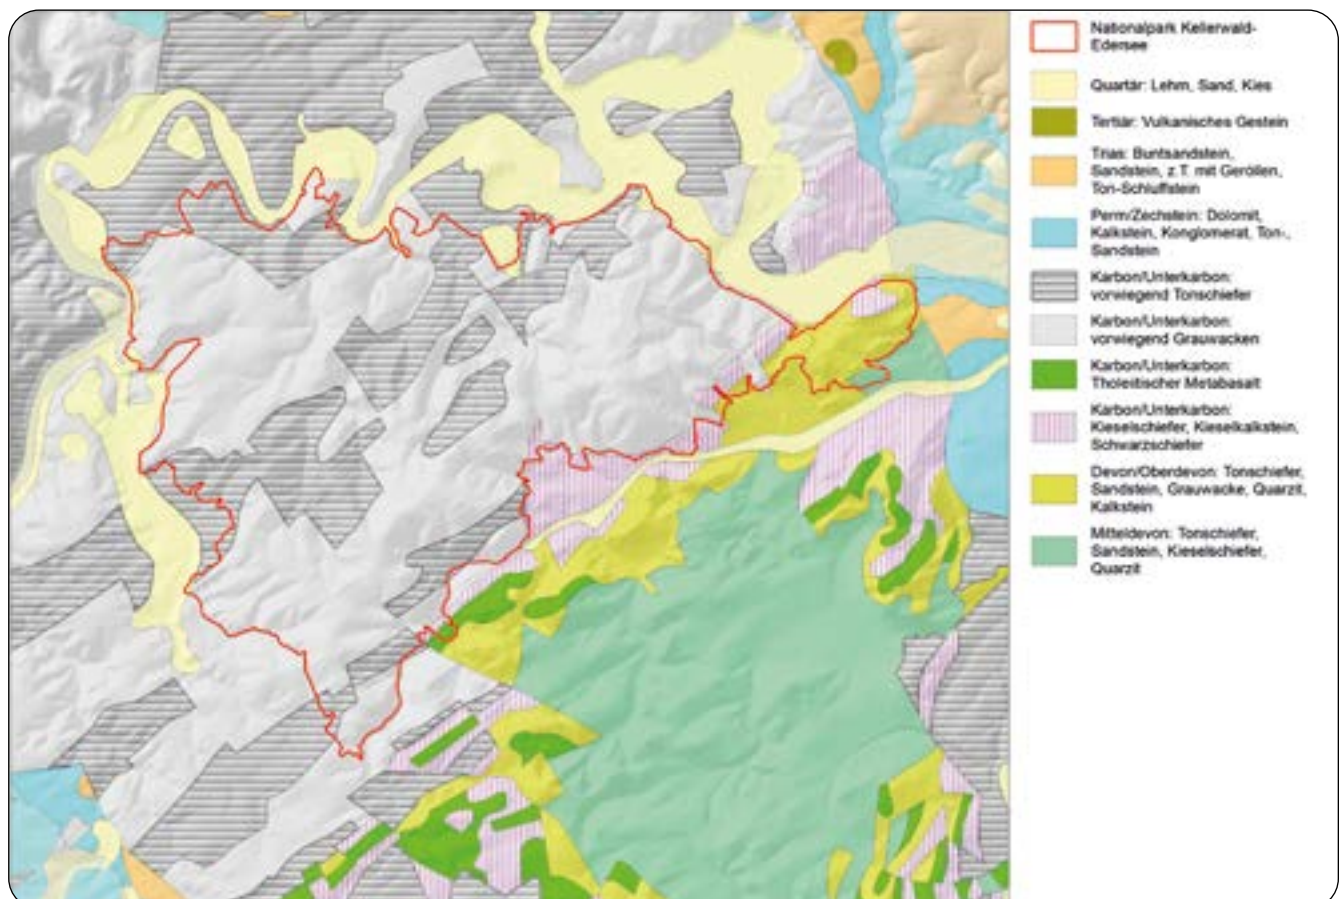 Nationalpark Kellerwald-
Edersee
Quartär: Lehm, Sand, Kies
Tertiär: Vulkanisches Gestein
Trias: Buntsandstein,
Sandstein, z.T. mit Geröllen,
Ton-Schluffstein
Perm/Zechstein: Dolomit,
Kalkstein, Konglomerat, Ton-,
Sandstein
Karbon/Unterkarbon:
vorwiegend Tonschiefer
Karbon/Unterkarbon:
vorwiegend Grauwacken
Karbon/Unterkarbon:
Tholeiitischer Metabasalt
Karbon/Unterkarbon:
Kieselschiefer, Kieselkalkstein,
Schwarzschiefer
Devon/Oberdevon: Tonschiefer,
Sandstein, Grauwacke, Quarzit,
Kalkstein
Mitteldevon: Tonschiefer,
Sandstein, Kieselschiefer,
Quarzit